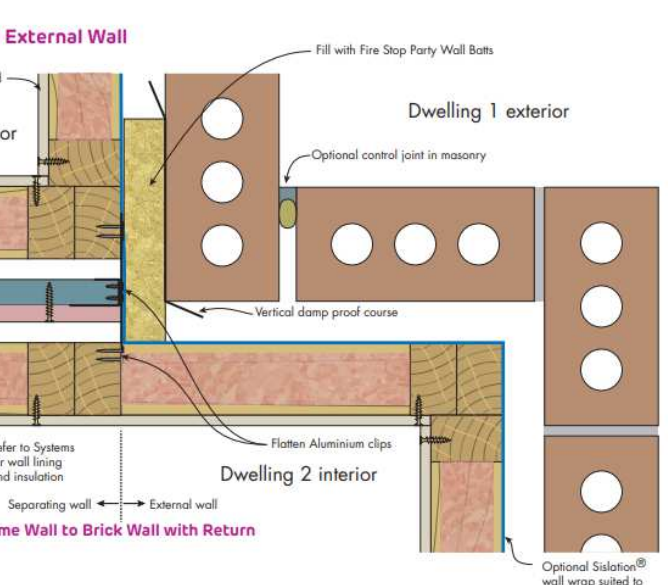 External Wall
Fill with Fire Stop Party Wall Batts
Dwelling 1 exterior
or
Optional control joint in masonry
Vertical damp proof course
Flatten Aluminium clips
efer to Systems
r wall lining
nd insulation
Dwelling 2 interior
Separating wall
External wall
me Wall to Brick Wall with Return
Optional Sislation®
wall wrap suited to